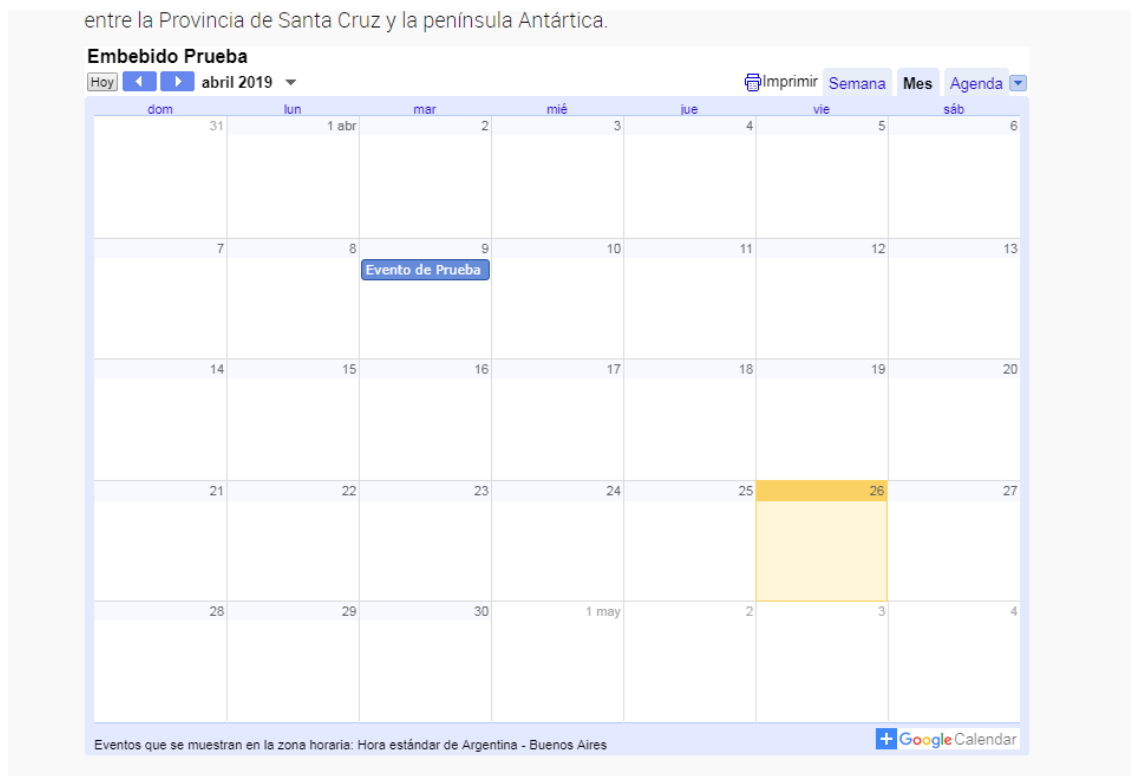 entre la Provincia de Santa Cruz y la península Antártica.
Embebido Prueba
Hoy abril 2019 Imprimir Semana Mes Agenda
dom lun mar mié jue vie sáb
31 1 abr 2 3 4 5 6
7 8 9 10 11 12 13
Evento de Prueba
14 15 16 17 18 19 20
21 22 23 24 25 26 27
28 29 30 1 may 2 3 4
Eventos que se muestran en la zona horaria: Hora estándar de Argentina - Buenos Aires
Google Calendar